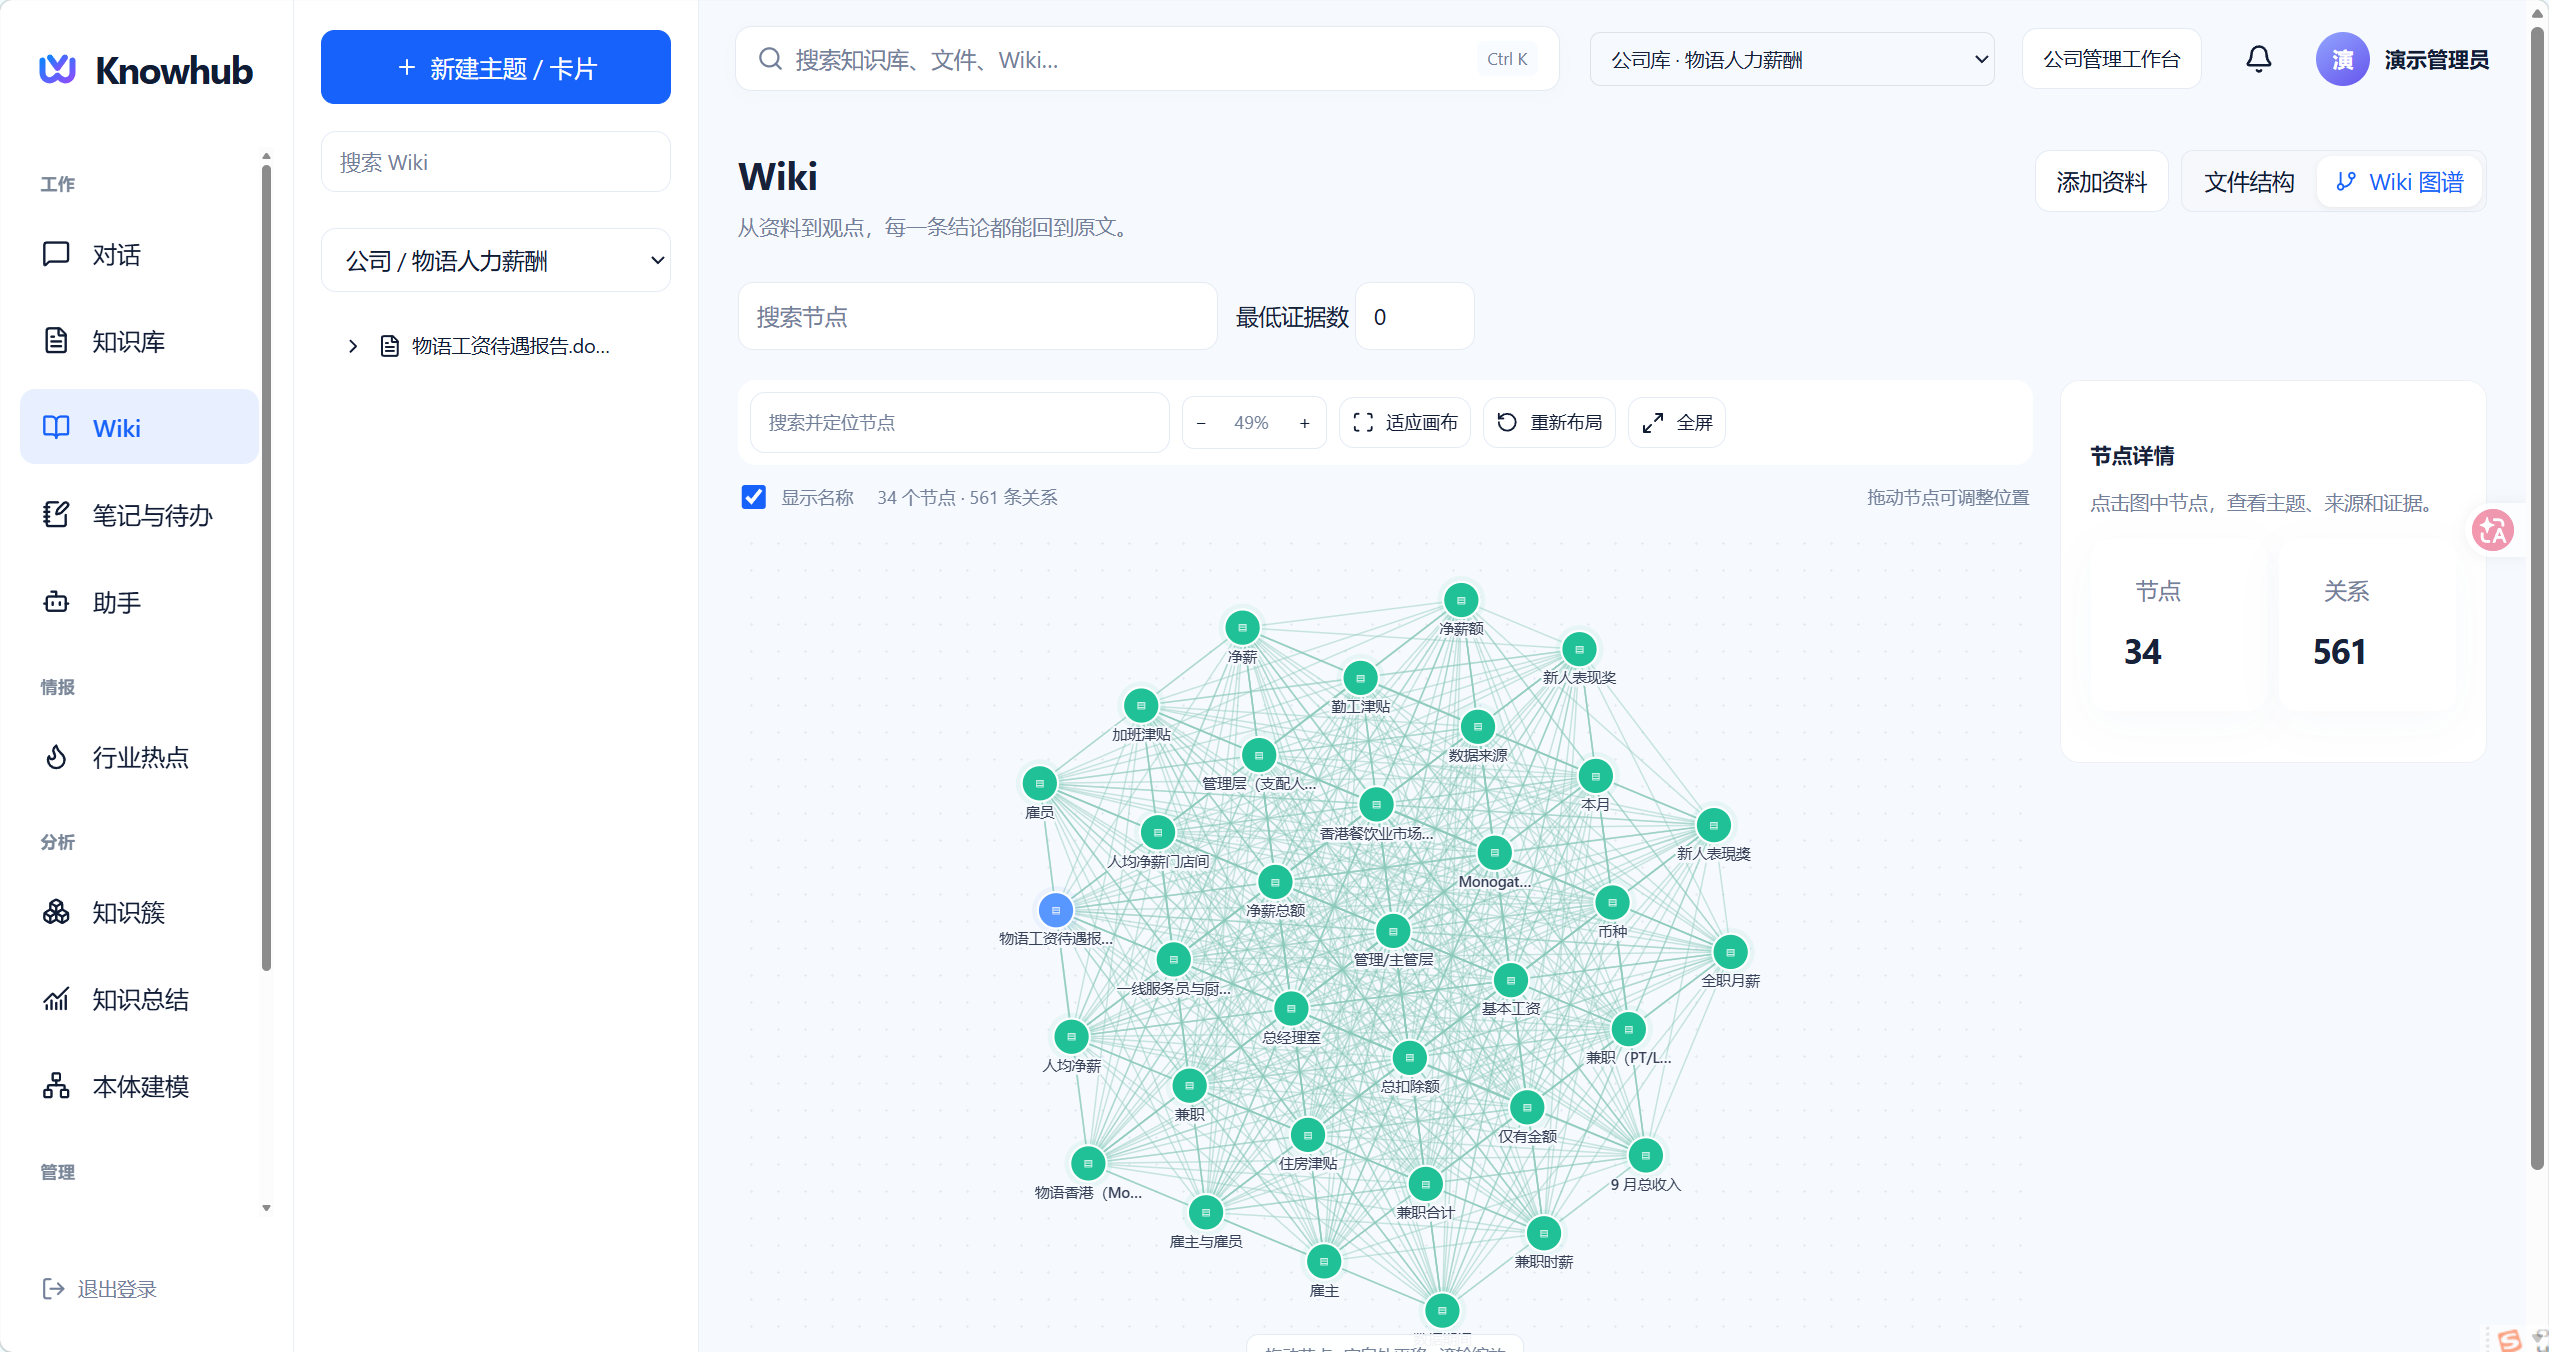 Knowhub
工作
对话
知识库
Wiki
笔记与待办
助手
情报
行业热点
分析
知识簇
知识总结
本体建模
管理
退出登录
+ 新建主题 / 卡片
搜索 Wiki
公司 / 物语人力薪酬
物语工资待遇报告.do...
搜索知识库、文件、Wiki...
Ctrl K
公司库 · 物语人力薪酬
公司管理工作台
演
演示管理员
Wiki
从资料到观点，每一条结论都能回到原文。
添加资料
文件结构
Wiki 图谱
搜索节点
最低证据数
0
搜索并定位节点
− 49% +
适应画布
重新布局
全屏
显示名称
34 个节点 · 561 条关系
拖动节点可调整位置
节点详情
点击图中节点，查看主题、来源和证据。
节点
34
关系
561
净薪额
净薪
新人表现奖
勤工津贴
加班津贴
数据来源
管理层（支配人...
本月
雇员
香港餐饮业市场...
新人表現獎
人均净薪门店间
Monogat...
净薪总额
币种
物语工资待遇报...
管理/主管层
全职月薪
一线服务员与厨...
基本工资
总经理室
兼职（PT/L...
人均净薪
总扣除额
兼职
仅有金额
住房津贴
9 月总收入
物语香港（Mo...
兼职合计
雇主与雇员
兼职时薪
雇主